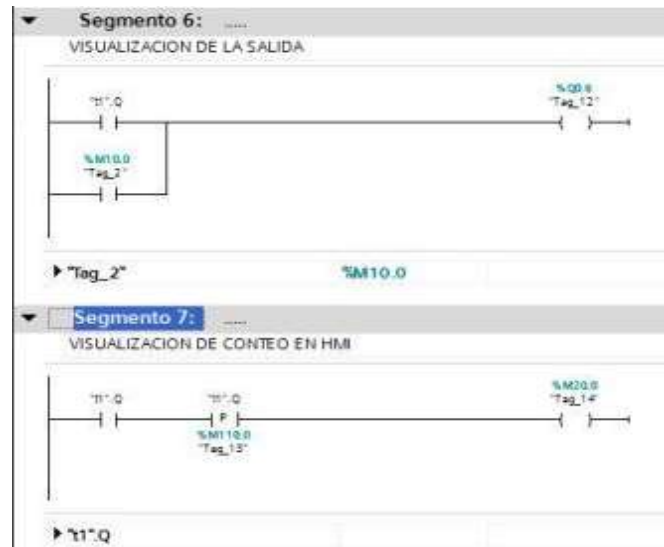 Segmento 6: .....
VISUALIZACION DE LA SALIDA
"t1".Q
%Q0.6
"Tag_12"
%M10.0
"Tag_2"
"Tag_2" %M10.0
Segmento 7: .....
VISUALIZACION DE CONTEO EN HMI
"t1".Q "t1".Q
%M20.0
"Tag_14"
P
%M110.0
"Tag_13"
"t1".Q